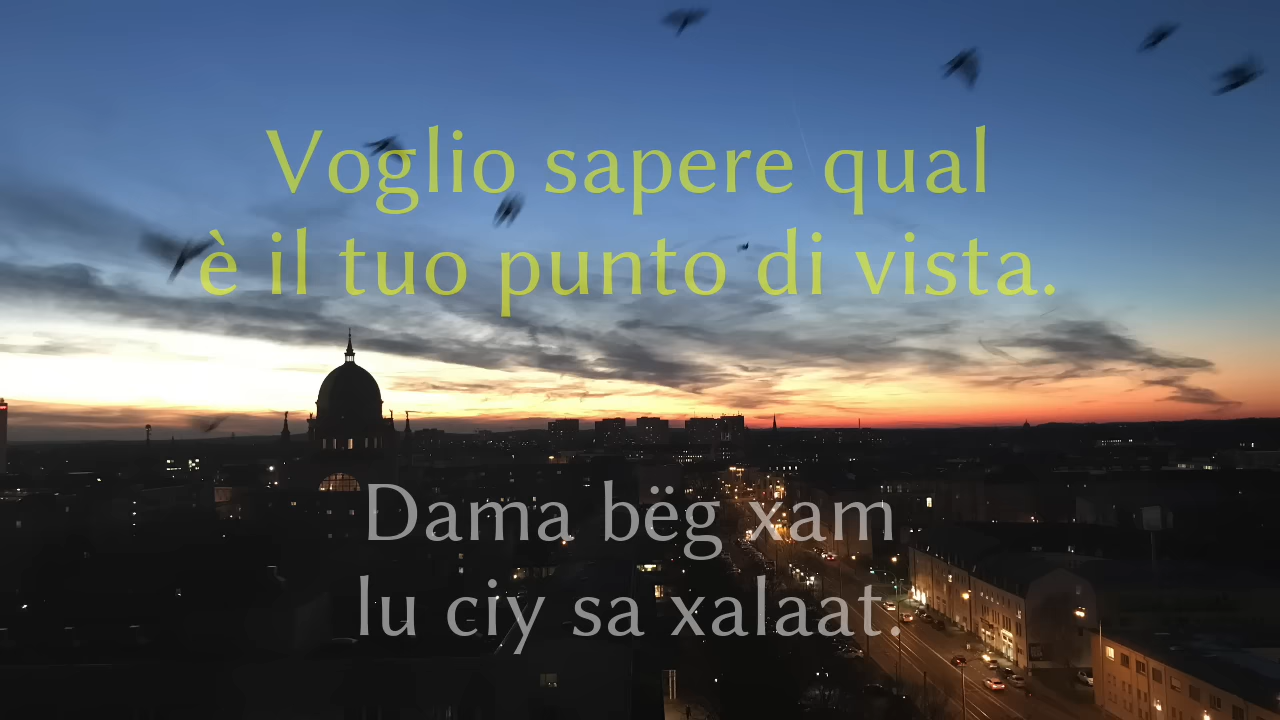 Voglio sapere qual
è il tuo punto di vista.
Dama bëg xam
lu ciy sa xalaat.